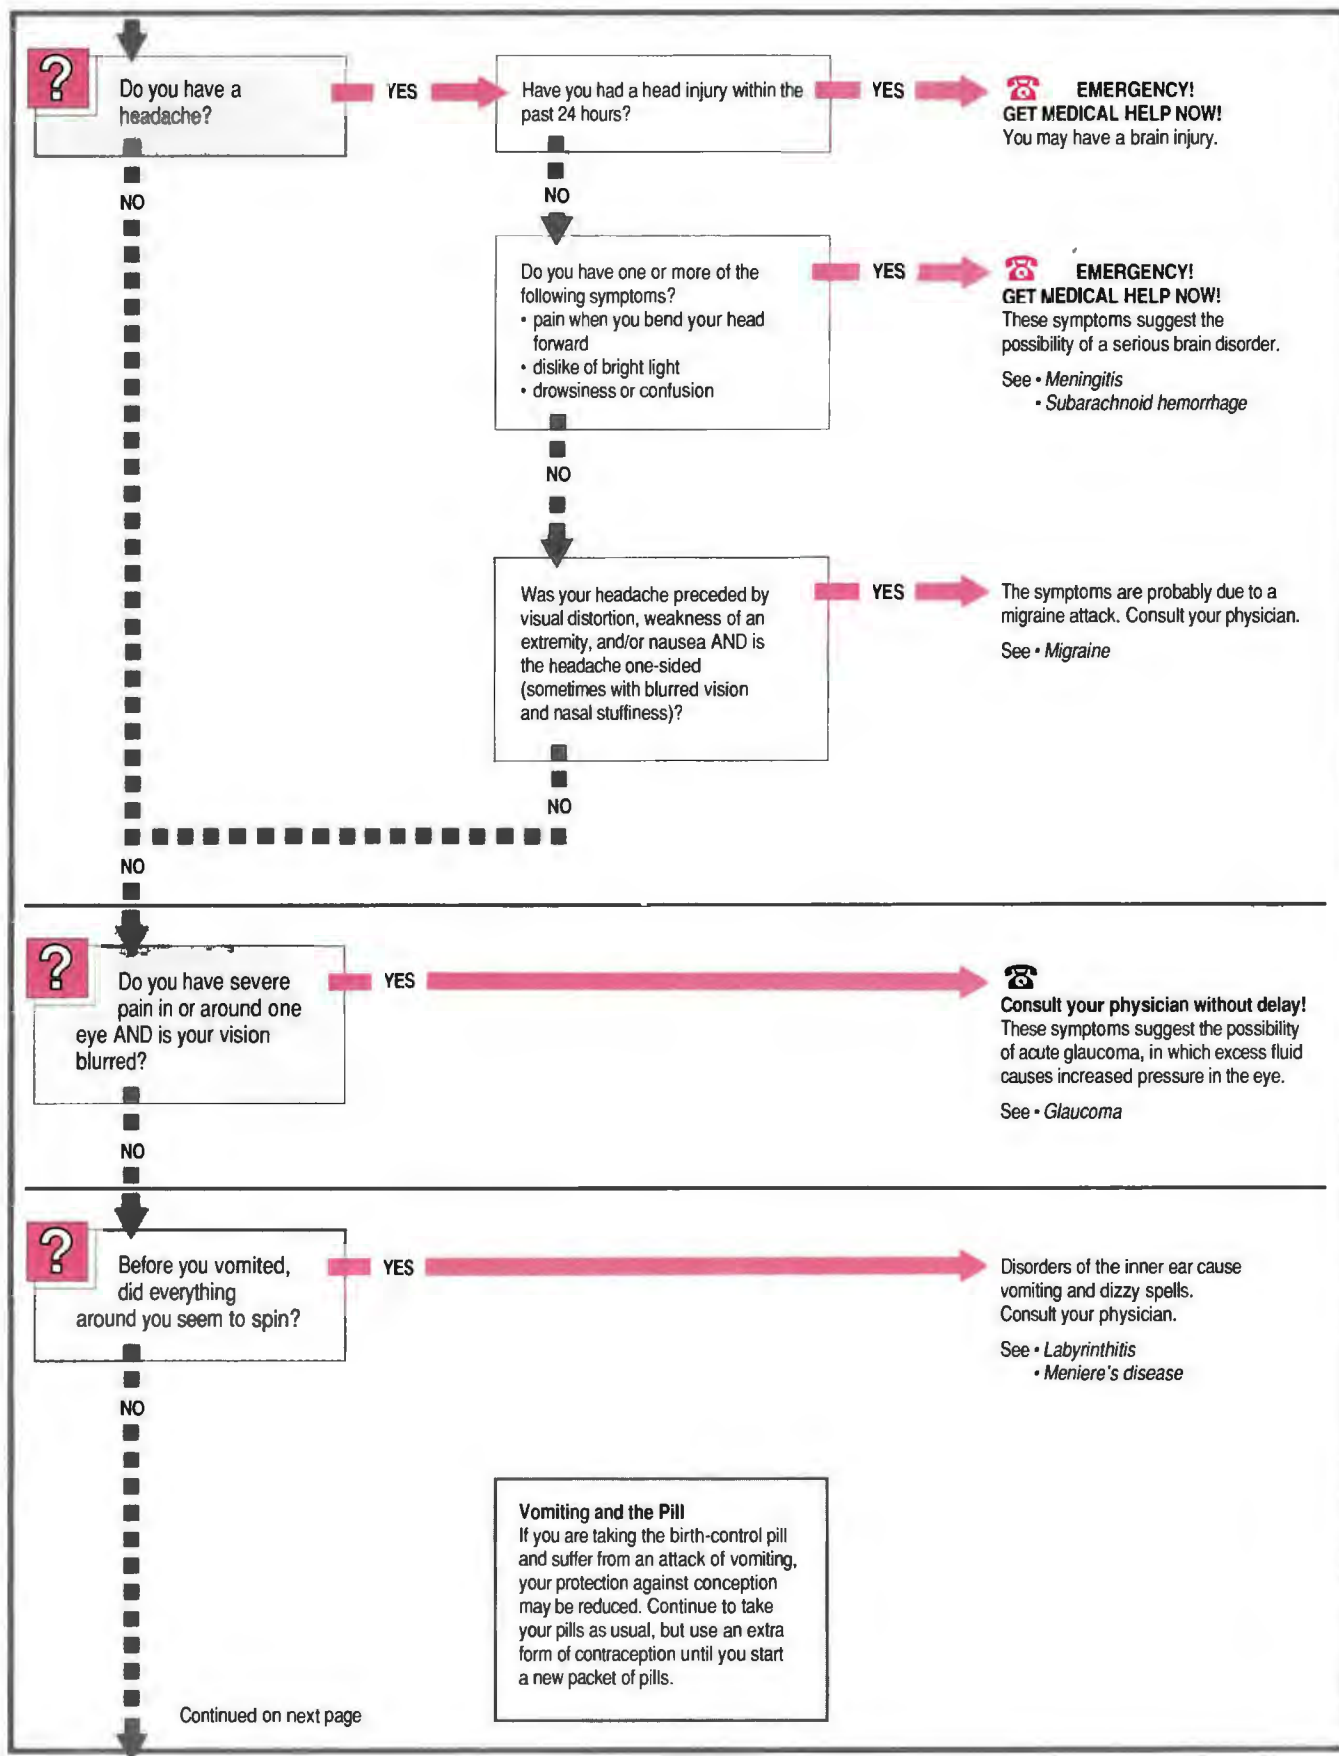 ?
Do you have a
headache?
YES
Have you had a head injury within the
past 24 hours?
YES
EMERGENCY!
GET MEDICAL HELP NOW!
You may have a brain injury.
NO
NO
Do you have one or more of the
following symptoms?
• pain when you bend your head
forward
• dislike of bright light
• drowsiness or confusion
YES
EMERGENCY!
GET MEDICAL HELP NOW!
These symptoms suggest the
possibility of a serious brain disorder.
See • Meningitis
• Subarachnoid hemorrhage
NO
Was your headache preceded by
visual distortion, weakness of an
extremity, and/or nausea AND is
the headache one-sided
(sometimes with blurred vision
and nasal stuffiness)?
YES
The symptoms are probably due to a
migraine attack. Consult your physician.
See • Migraine
NO
NO
?
Do you have severe
pain in or around one
eye AND is your vision
blurred?
YES
Consult your physician without delay!
These symptoms suggest the possibility
of acute glaucoma, in which excess fluid
causes increased pressure in the eye.
See • Glaucoma
NO
?
Before you vomited,
did everything
around you seem to spin?
YES
Disorders of the inner ear cause
vomiting and dizzy spells.
Consult your physician.
See • Labyrinthitis
• Meniere's disease
NO
Vomiting and the Pill
If you are taking the birth-control pill
and suffer from an attack of vomiting,
your protection against conception
may be reduced. Continue to take
your pills as usual, but use an extra
form of contraception until you start
a new packet of pills.
Continued on next page